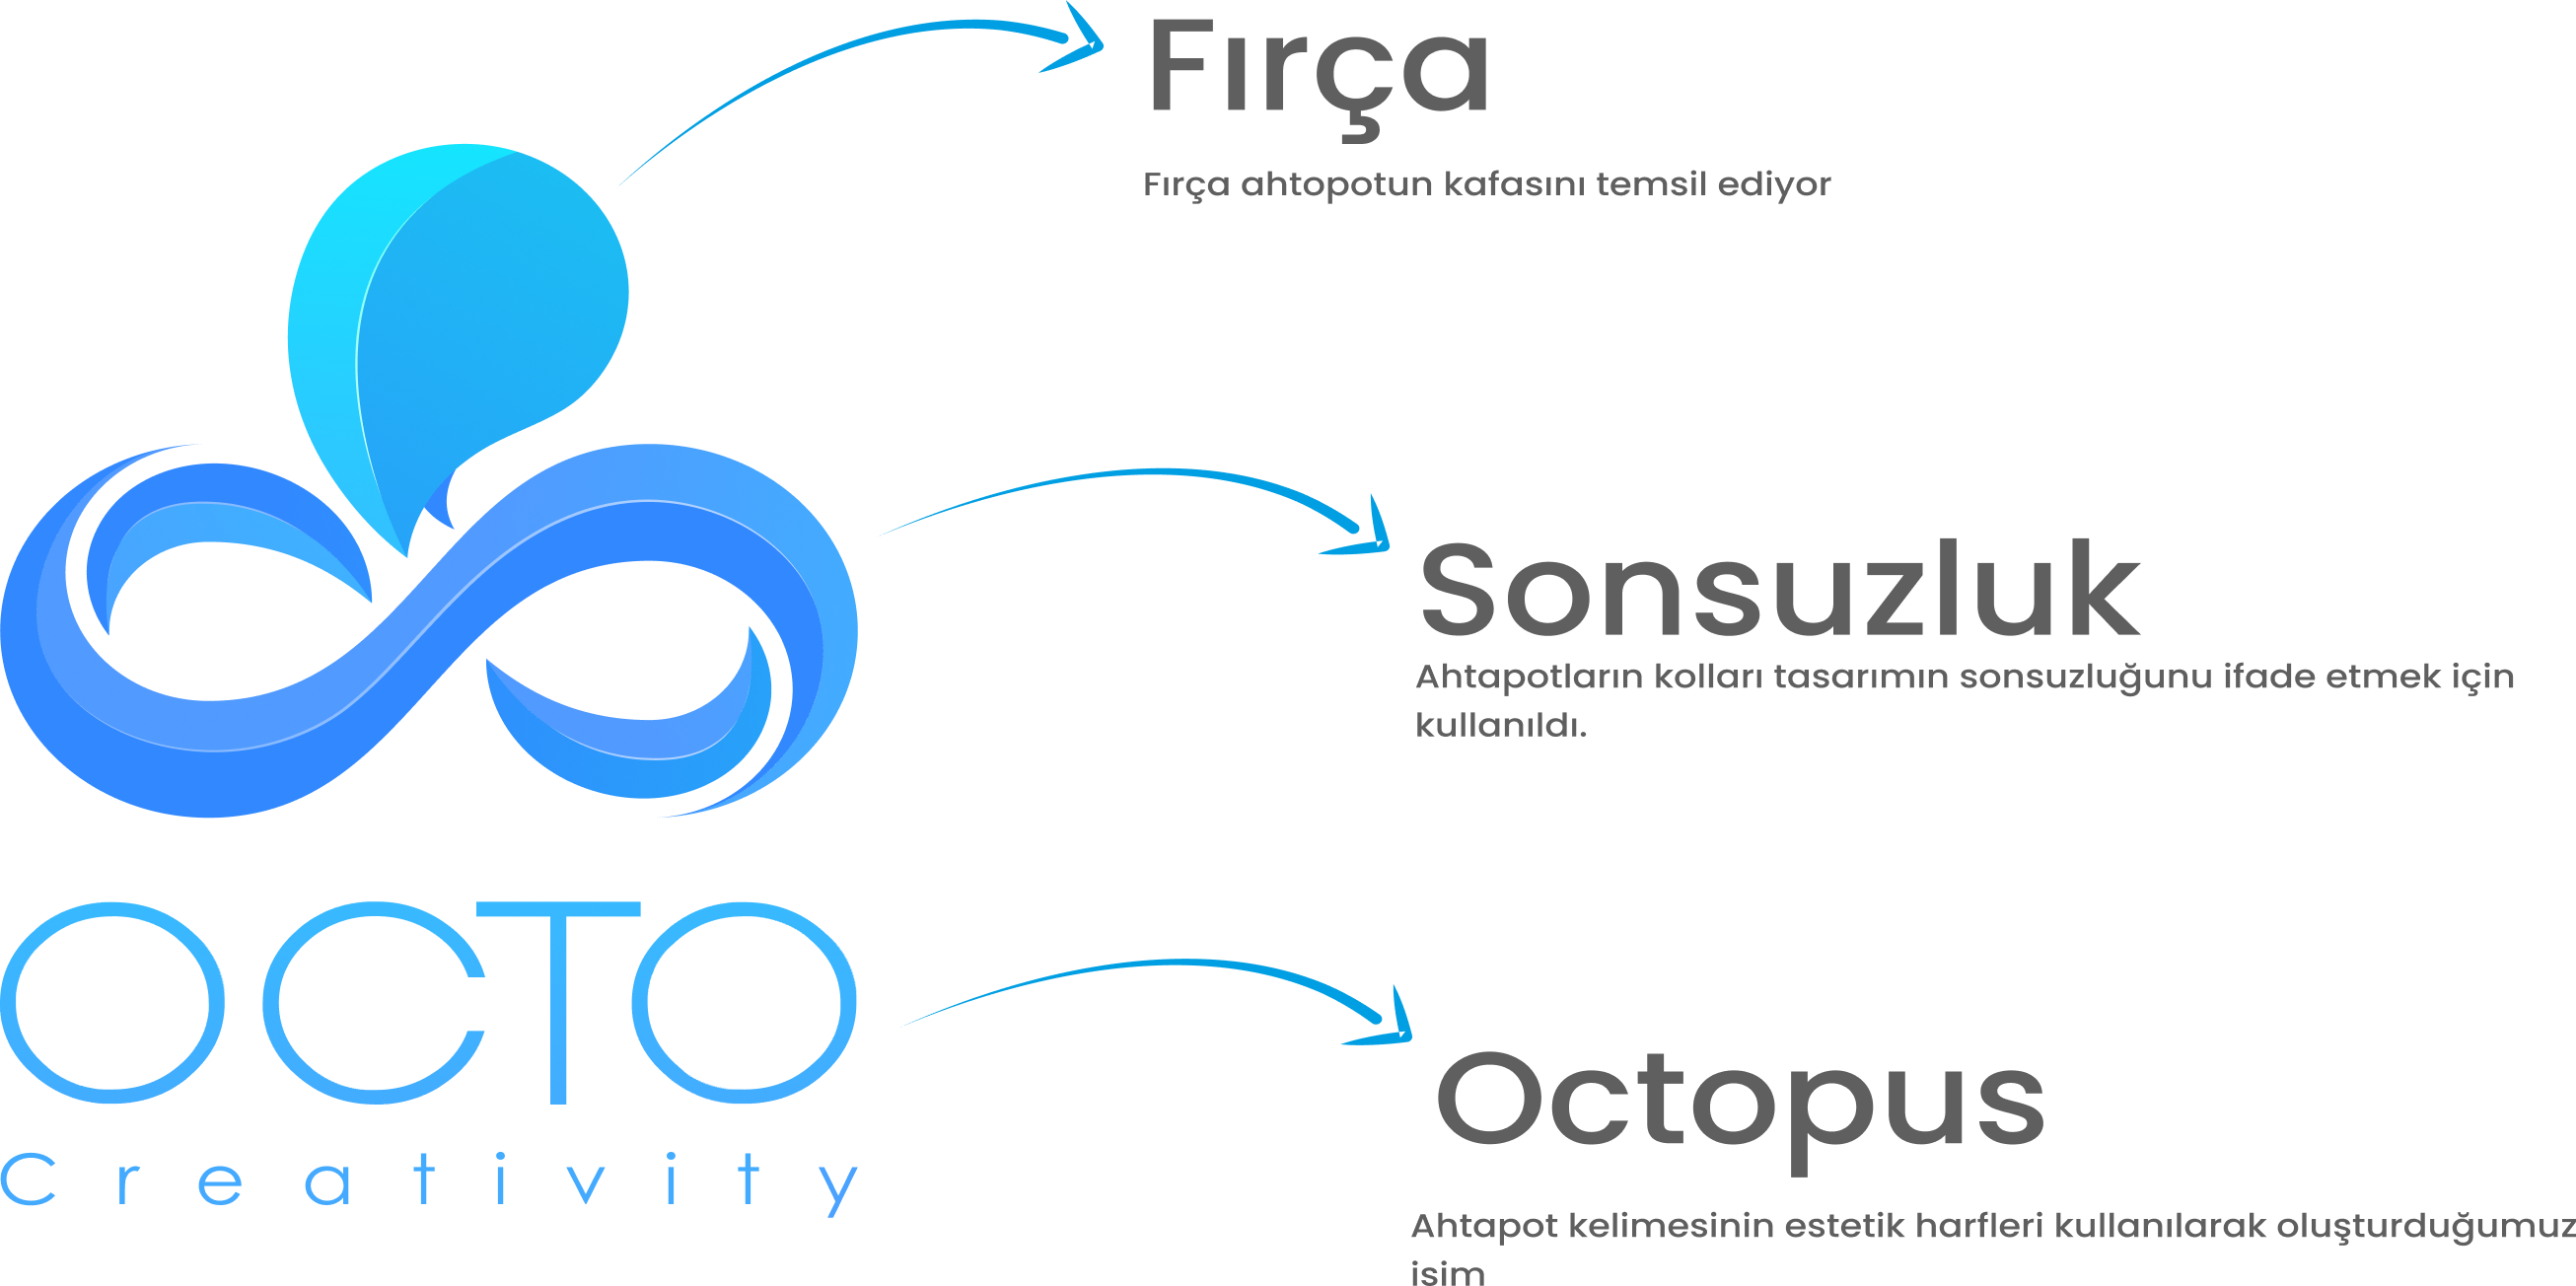 Fırça
Fırça ahtopotun kafasını temsil ediyor
Sonsuzluk
Ahtapotların kolları tasarımın sonsuzluğunu ifade etmek için
kullanıldı.
OCTO
Creativity
Octopus
Ahtapot kelimesinin estetik harfleri kullanılarak oluşturduğumuz
isim